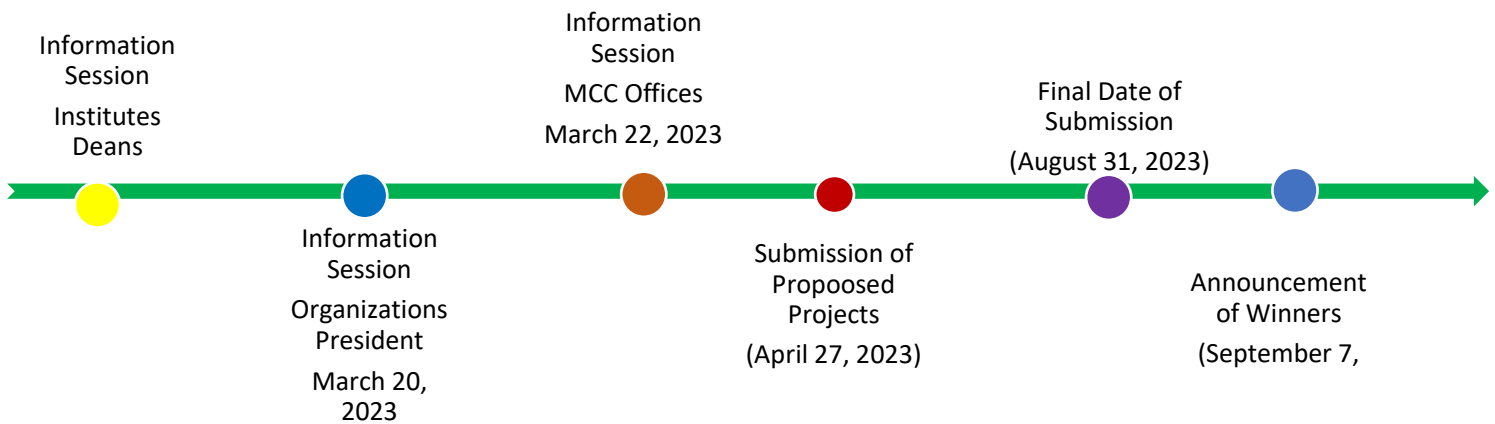 Information
Session
Institutes
Deans
Information
Session
Organizations
President
March 20,
2023
Information
Session
MCC Offices
March 22, 2023
Submission of
Propoosed
Projects
(April 27, 2023)
Final Date of
Submission
(August 31, 2023)
Announcement
of Winners
(September 7,